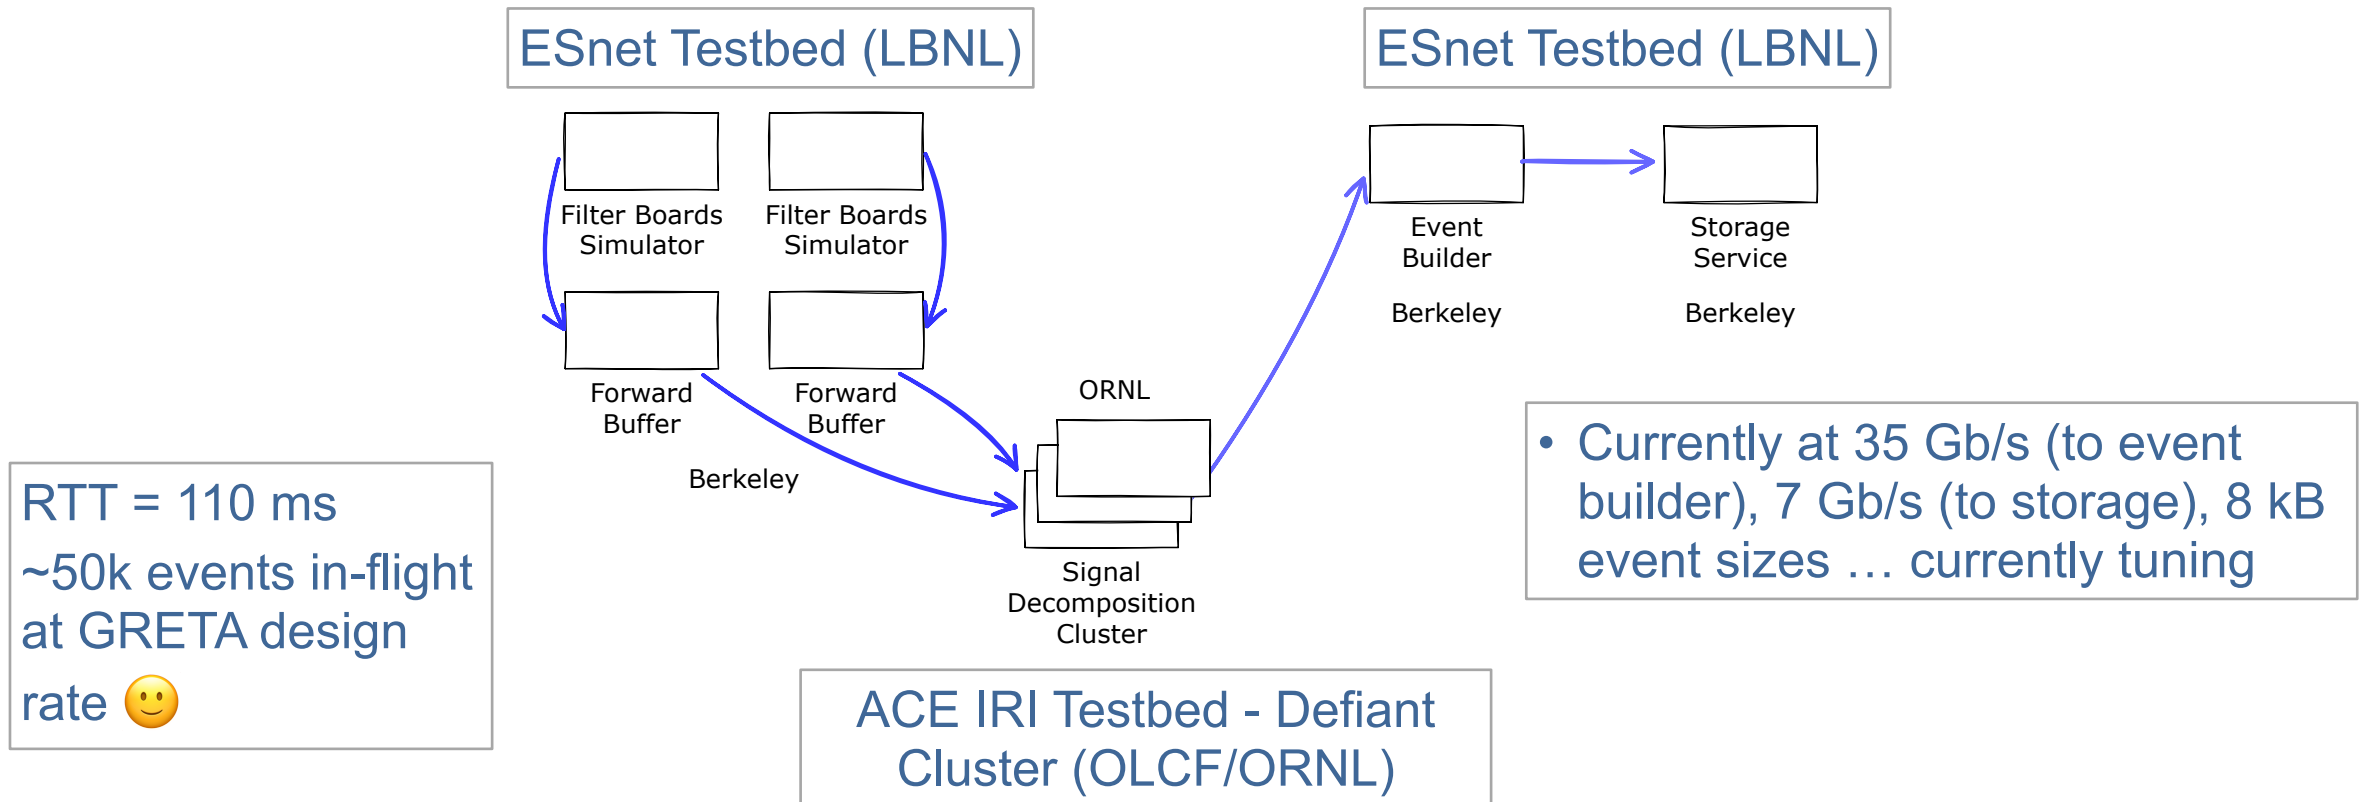 ESnet Testbed (LBNL)
ESnet Testbed (LBNL)
Filter Boards
Simulator
Filter Boards
Simulator
Event
Builder
Berkeley
Storage
Service
Berkeley
Forward
Buffer
Forward
Buffer
Berkeley
ORNL
Signal
Decomposition
Cluster
RTT = 110 ms
~50k events in-flight
at GRETA design
rate 🙂
• Currently at 35 Gb/s (to event
builder), 7 Gb/s (to storage), 8 kB
event sizes … currently tuning
ACE IRI Testbed - Defiant
Cluster (OLCF/ORNL)